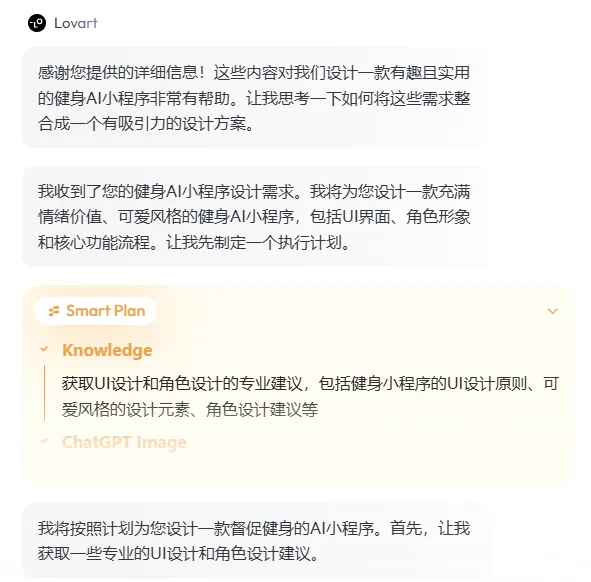 Lovart
感谢您提供的详细信息！这些内容对我们设计一款有趣且实用
的健身AI小程序非常有帮助。让我思考一下如何将这些需求整
合成一个有吸引力的设计方案。
我收到了您的健身AI小程序设计需求。我将为您设计一款充满
情绪价值、可爱风格的健身AI小程序，包括UI界面、角色形象
和核心功能流程。让我先制定一个执行计划。
Smart Plan
Knowledge
获取UI设计和角色设计的专业建议，包括健身小程序的UI设计原则、可
爱风格的设计元素、角色设计建议等
ChatGPT Image
我将按照计划为您设计一款督促健身的AI小程序。首先，让我
获取一些专业的UI设计和角色设计建议。